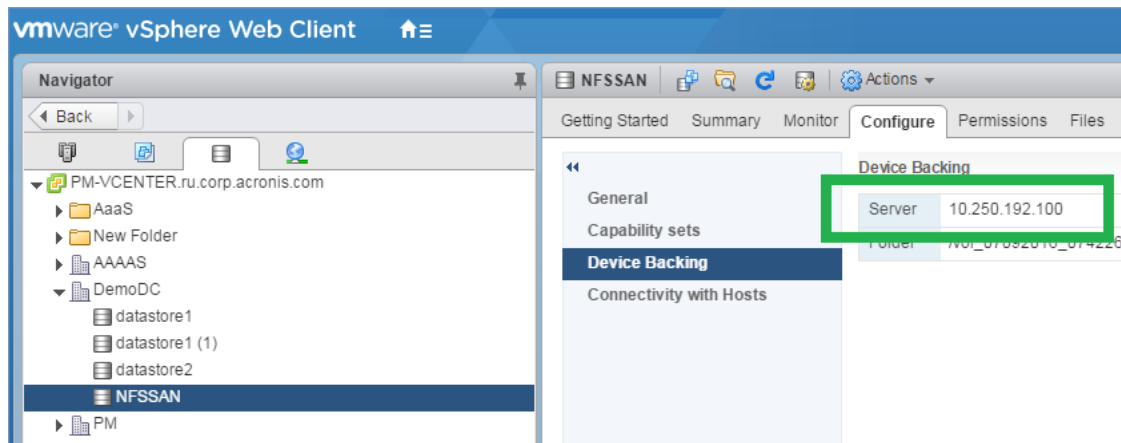 vmware® vSphere Web Client
Navigator
Back
PM-VCENTER.ru.corp.acronis.com
AaaS
New Folder
AAAAS
DemoDC
datastore1
datastore1 (1)
datastore2
NFSSAN
PM
NFSSAN Actions
Getting Started Summary Monitor Configure Permissions Files
General
Capability sets
Device Backing
Connectivity with Hosts
Device Backing
Server 10.250.192.100
Folder